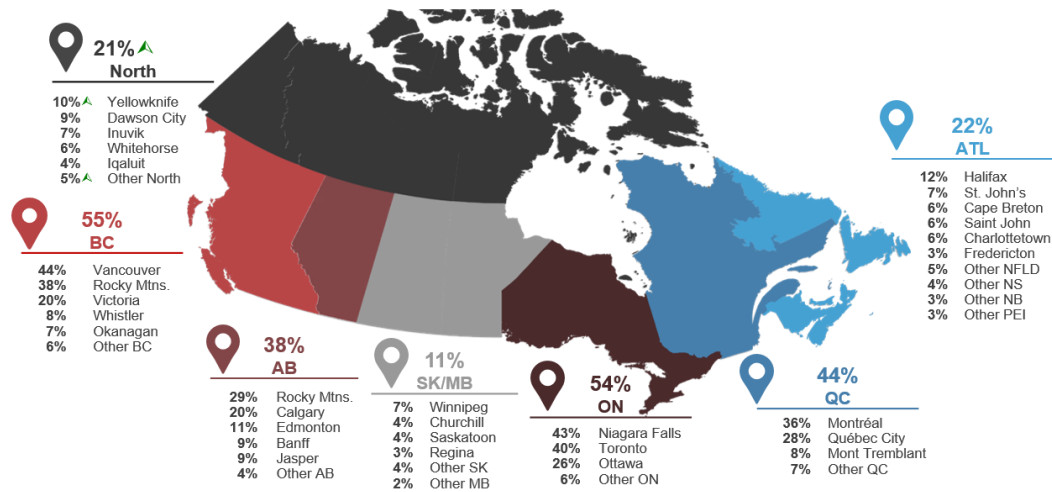 21%
North
10% Yellowknife
9% Dawson City
7% Inuvik
6% Whitehorse
4% Iqaluit
5% Other North
55%
BC
44% Vancouver
38% Rocky Mtns.
20% Victoria
8% Whistler
7% Okanagan
6% Other BC
38%
AB
29% Rocky Mtns.
20% Calgary
11% Edmonton
9% Banff
9% Jasper
4% Other AB
11%
SK/MB
7% Winnipeg
4% Churchill
4% Saskatoon
3% Regina
4% Other SK
2% Other MB
54%
ON
43% Niagara Falls
40% Toronto
26% Ottawa
6% Other ON
44%
QC
36% Montréal
28% Québec City
8% Mont Tremblant
7% Other QC
22%
ATL
12% Halifax
7% St. John's
6% Cape Breton
6% Saint John
6% Charlottetown
3% Fredericton
5% Other NFLD
4% Other NS
3% Other NB
3% Other PEI